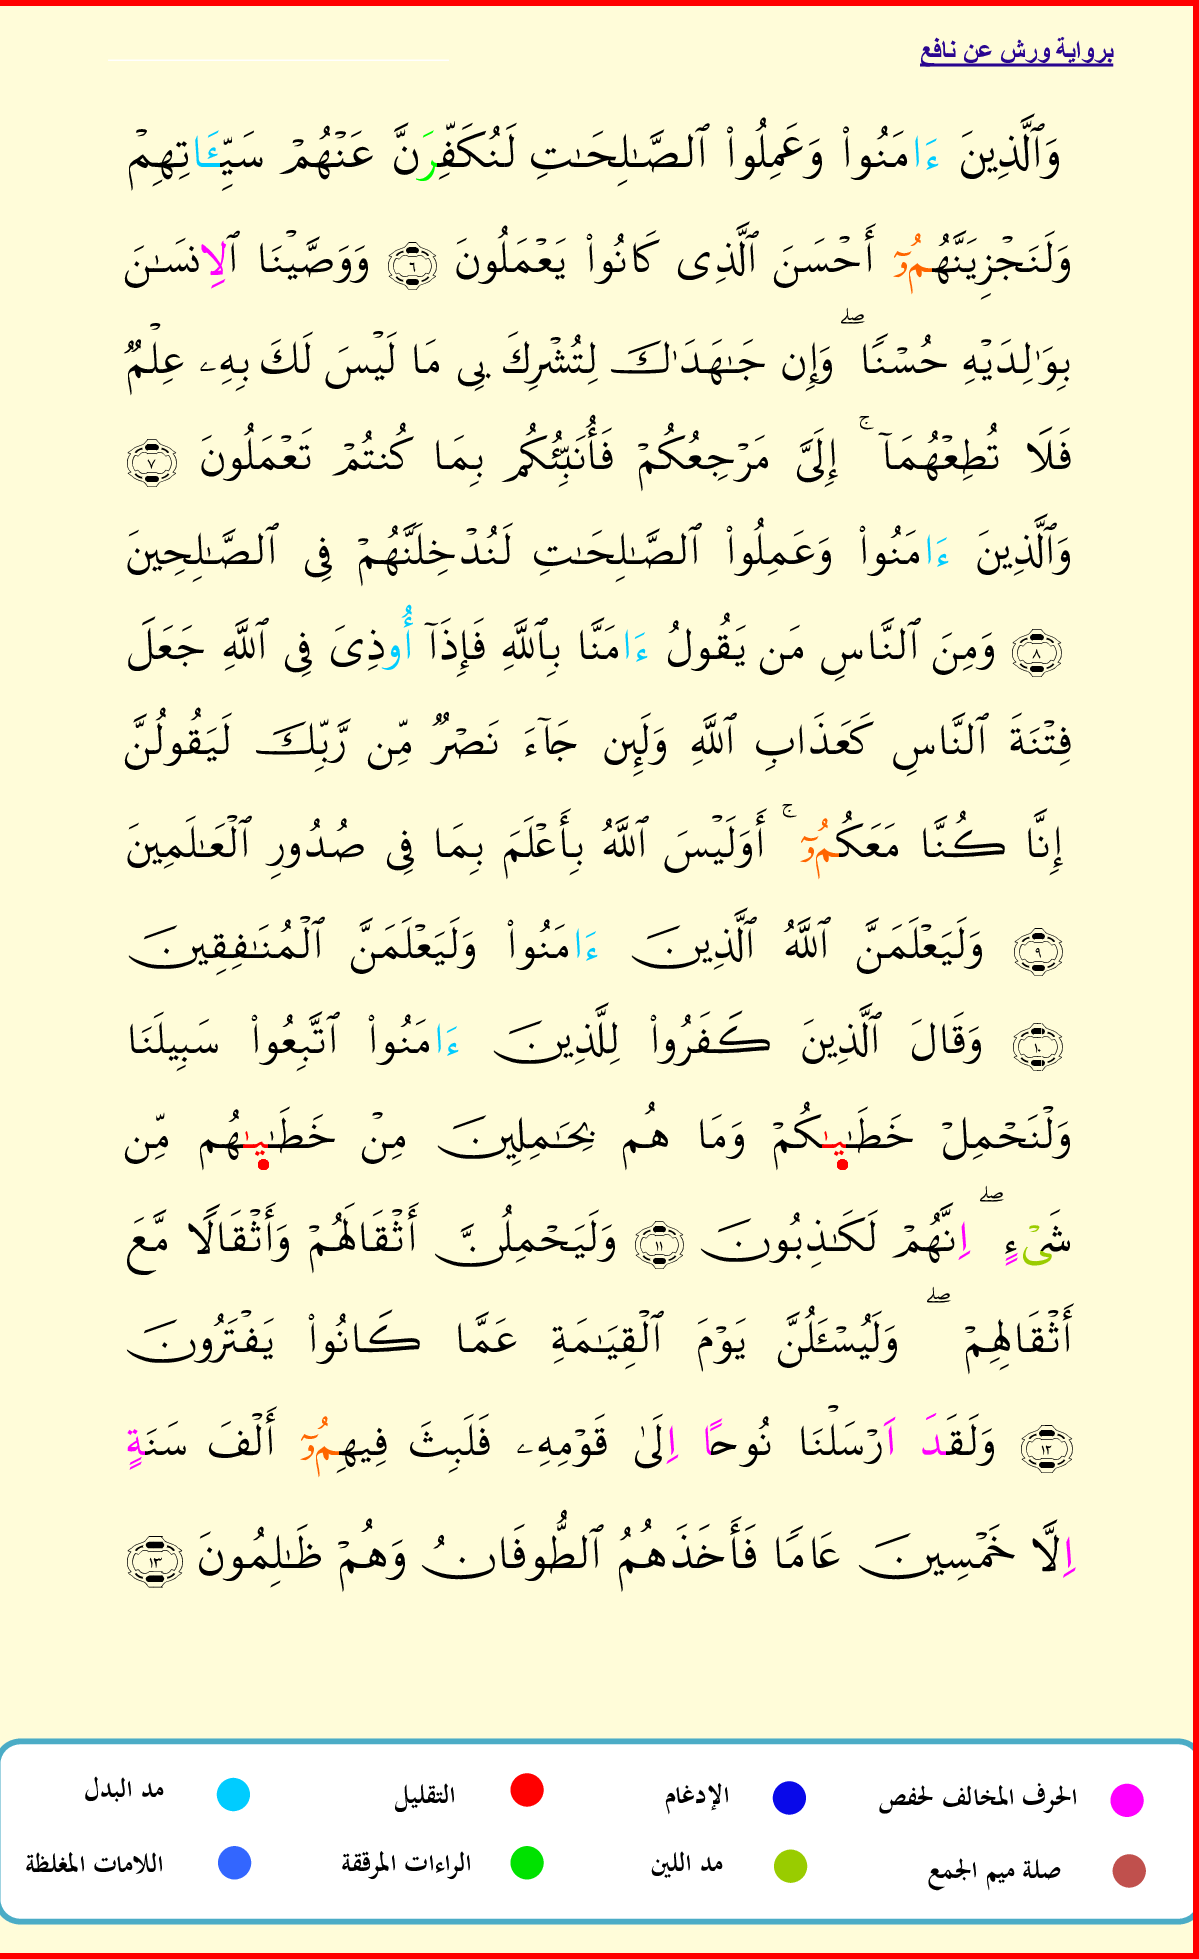 برواية ورش عن نافع
وَٱلَّذِينَ ءَامَنُوا۟ وَعَمِلُوا۟ ٱلصَّـٰلِحَـٰتِ لَنُكَفِّرَنَّ عَنْهُمْ سَيِّـَٔاتِهِمْ
وَلَنَجْزِيَنَّهُمُۥٓ أَحْسَنَ ٱلَّذِى كَانُوا۟ يَعْمَلُونَ ٦ وَوَصَّيْنَا ٱلِانسَـٰنَ
بِوَٰلِدَيْهِ حُسْنًا ۖ وَإِن جَـٰهَدَٰكَ لِتُشْرِكَ بِى مَا لَيْسَ لَكَ بِهِۦ عِلْمٌ
فَلَا تُطِعْهُمَآ ۚ إِلَىَّ مَرْجِعُكُمْ فَأُنَبِّئُكُم بِمَا كُنتُمْ تَعْمَلُونَ ٧
وَٱلَّذِينَ ءَامَنُوا۟ وَعَمِلُوا۟ ٱلصَّـٰلِحَـٰتِ لَنُدْخِلَنَّهُمْ فِى ٱلصَّـٰلِحِينَ
٨ وَمِنَ ٱلنَّاسِ مَن يَقُولُ ءَامَنَّا بِٱللَّهِ فَإِذَآ أُوذِىَ فِى ٱللَّهِ جَعَلَ
فِتْنَةَ ٱلنَّاسِ كَعَذَابِ ٱللَّهِ وَلَئِن جَآءَ نَصْرٌ مِّن رَّبِّكَ لَيَقُولُنَّ
إِنَّا كُنَّا مَعَكُمُۥٓ ۚ أَوَلَيْسَ ٱللَّهُ بِأَعْلَمَ بِمَا فِى صُدُورِ ٱلْعَـٰلَمِينَ
٩ وَلَيَعْلَمَنَّ ٱللَّهُ ٱلَّذِينَ ءَامَنُوا۟ وَلَيَعْلَمَنَّ ٱلْمُنَـٰفِقِينَ
١٠ وَقَالَ ٱلَّذِينَ كَفَرُوا۟ لِلَّذِينَ ءَامَنُوا۟ ٱتَّبِعُوا۟ سَبِيلَنَا
وَلْنَحْمِلْ خَطَـٰيـٰكُمْ وَمَا هُم بِحَـٰمِلِينَ مِنْ خَطَـٰيـٰهُم مِّن
شَىْءٍ ۖ اِنَّهُمْ لَكَـٰذِبُونَ ١١ وَلَيَحْمِلُنَّ أَثْقَالَهُمْ وَأَثْقَالًا مَّعَ
أَثْقَالِهِمْ ۖ وَلَيُسْـَٔلُنَّ يَوْمَ ٱلْقِيَـٰمَةِ عَمَّا كَانُوا۟ يَفْتَرُونَ
١٢ وَلَقَدَ اَرْسَلْنَا نُوحًا اِلَىٰ قَوْمِهِۦ فَلَبِثَ فِيهِمُۥٓ أَلْفَ سَنَةٍ
اِلَّا خَمْسِينَ عَامًا فَأَخَذَهُمُ ٱلطُّوفَانُ وَهُمْ ظَـٰلِمُونَ ١٣
الحرف المخالف لحفص الإدغام التقليل مد البدل
صلة ميم الجمع مد اللين الراءات المرققة اللامات المغلظة